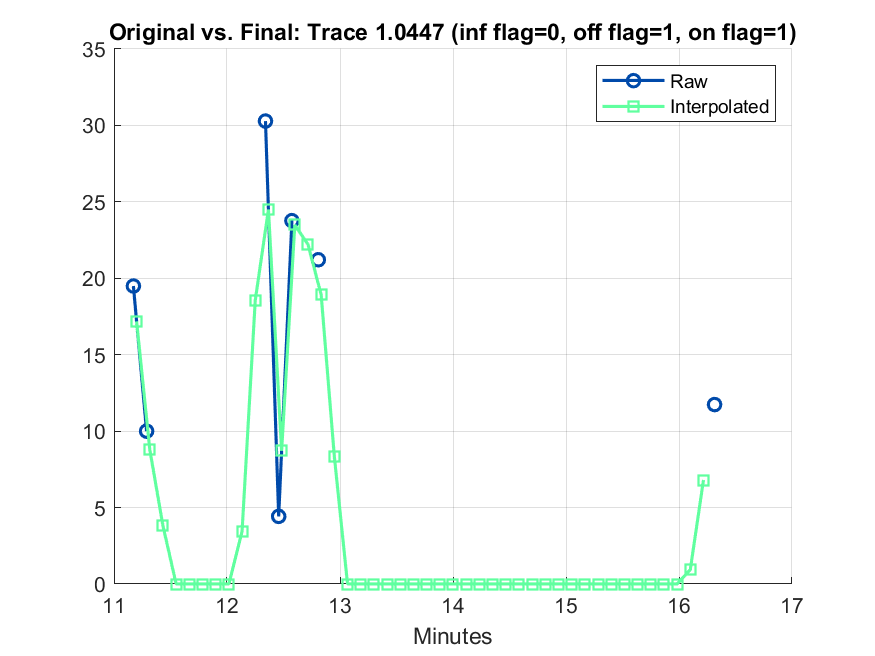 Original vs. Final: Trace 1.0447 (inf flag=0, off flag=1, on flag=1)
35
30
25
20
15
10
5
0
Raw
Interpolated
11 12 13 14 15 16 17
Minutes